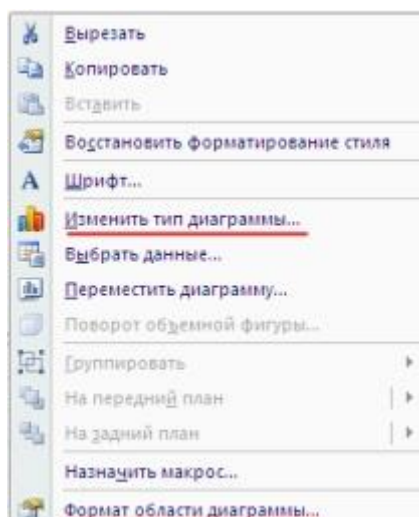 Вырезать
Копировать
Вставить
Восстановить форматирование стиля
Шрифт...
Изменить тип диаграммы...
Выбрать данные...
Переместить диаграмму...
Поворот объемной фигуры...
Группировать
На передний план
На задний план
Назначить макрос...
Формат области диаграммы...